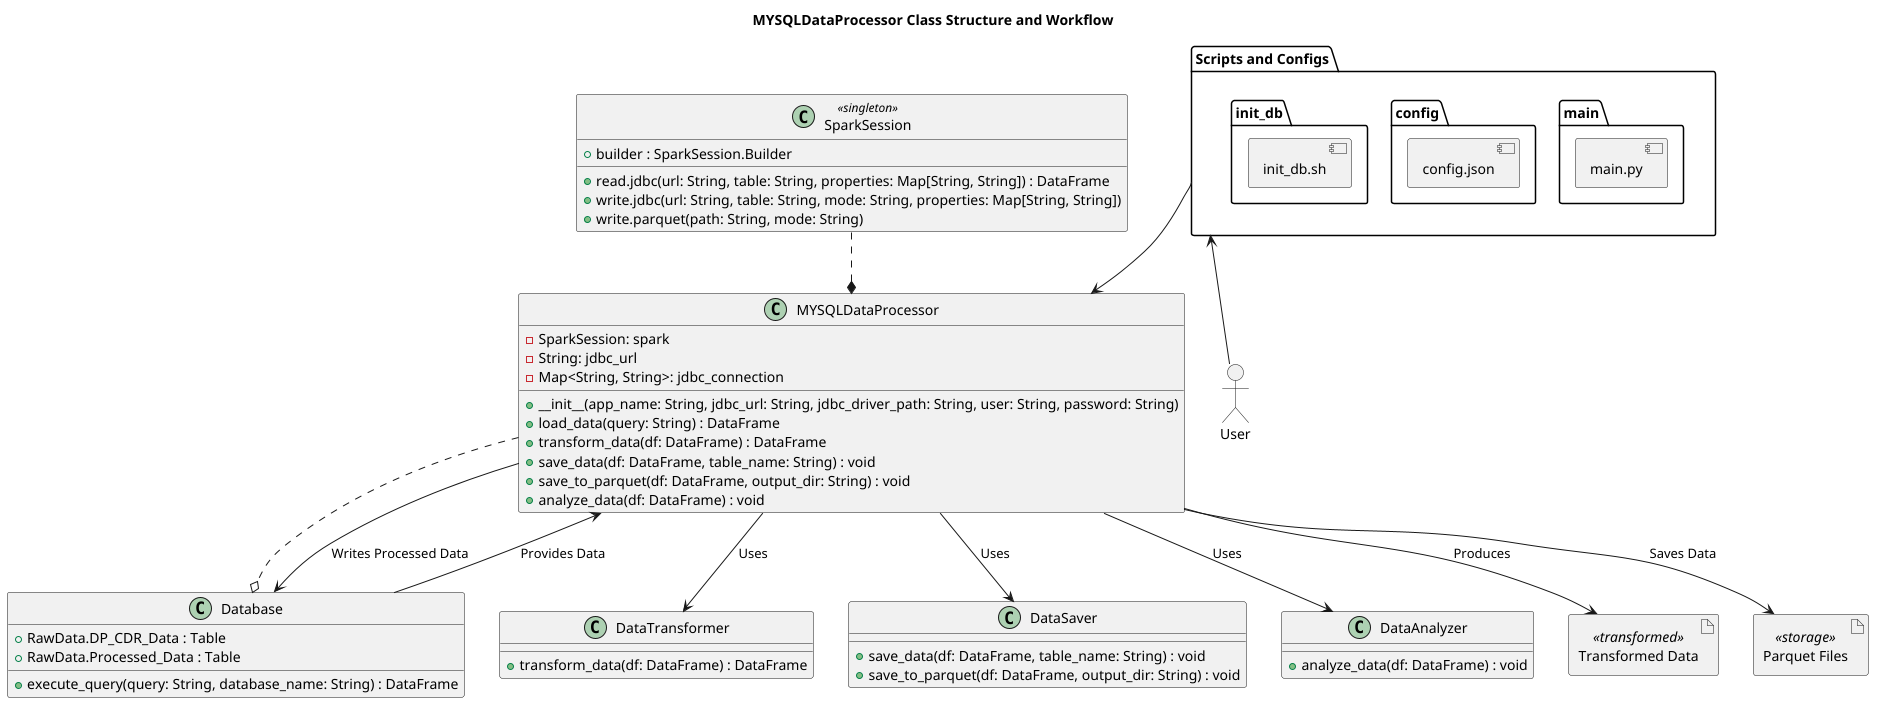 MYSQLDataProcessor Class Structure and Workflow
Scripts and Configs
init_db
init_db.sh
config
config.json
main
main.py
C
«singleton»
SparkSession
builder : SparkSession.Builder
read.jdbc(url: String, table: String, properties: Map[String, String]) : DataFrame
write.jdbc(url: String, table: String, mode: String, properties: Map[String, String])
write.parquet(path: String, mode: String)
C MYSQLDataProcessor
SparkSession: spark
String: jdbc_url
Map<String, String>: jdbc_connection
__init__(app_name: String, jdbc_url: String, jdbc_driver_path: String, user: String, password: String)
load_data(query: String) : DataFrame
transform_data(df: DataFrame) : DataFrame
save_data(df: DataFrame, table_name: String) : void
save_to_parquet(df: DataFrame, output_dir: String) : void
analyze_data(df: DataFrame) : void
User
Writes Processed Data
Provides Data
Uses
Uses
Uses
Produces
Saves Data
C Database
RawData.DP_CDR_Data : Table
RawData.Processed_Data : Table
execute_query(query: String, database_name: String) : DataFrame
C DataTransformer
transform_data(df: DataFrame) : DataFrame
C DataSaver
save_data(df: DataFrame, table_name: String) : void
save_to_parquet(df: DataFrame, output_dir: String) : void
C DataAnalyzer
analyze_data(df: DataFrame) : void
«transformed»
Transformed Data
«storage»
Parquet Files